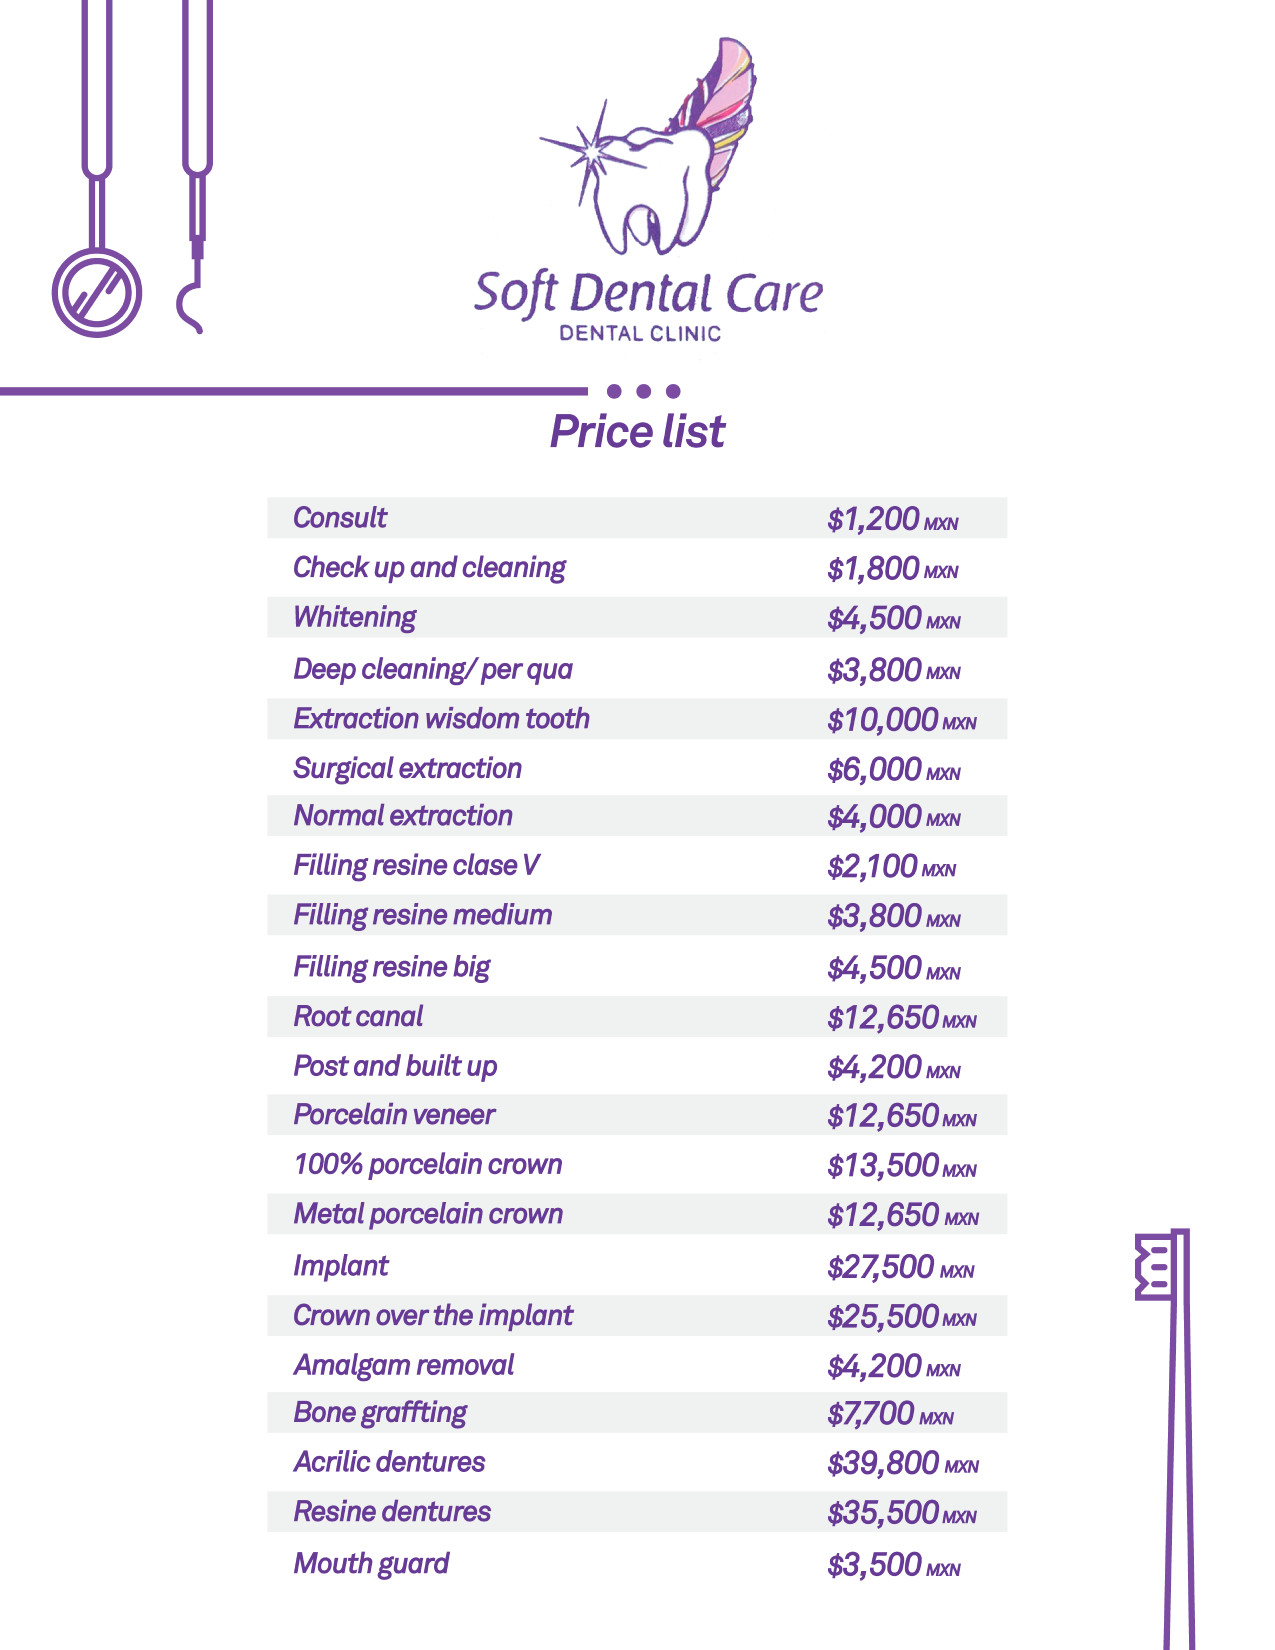 Soft Dental Care
DENTAL CLINIC
Price list
Consult $1,200 MXN
Check up and cleaning $1,800 MXN
Whitening $4,500 MXN
Deep cleaning/ per qua $3,800 MXN
Extraction wisdom tooth $10,000 MXN
Surgical extraction $6,000 MXN
Normal extraction $4,000 MXN
Filling resine clase V $2,100 MXN
Filling resine medium $3,800 MXN
Filling resine big $4,500 MXN
Root canal $12,650 MXN
Post and built up $4,200 MXN
Porcelain veneer $12,650 MXN
100% porcelain crown $13,500 MXN
Metal porcelain crown $12,650 MXN
Implant $27,500 MXN
Crown over the implant $25,500 MXN
Amalgam removal $4,200 MXN
Bone graffting $7,700 MXN
Acrilic dentures $39,800 MXN
Resine dentures $35,500 MXN
Mouth guard $3,500 MXN